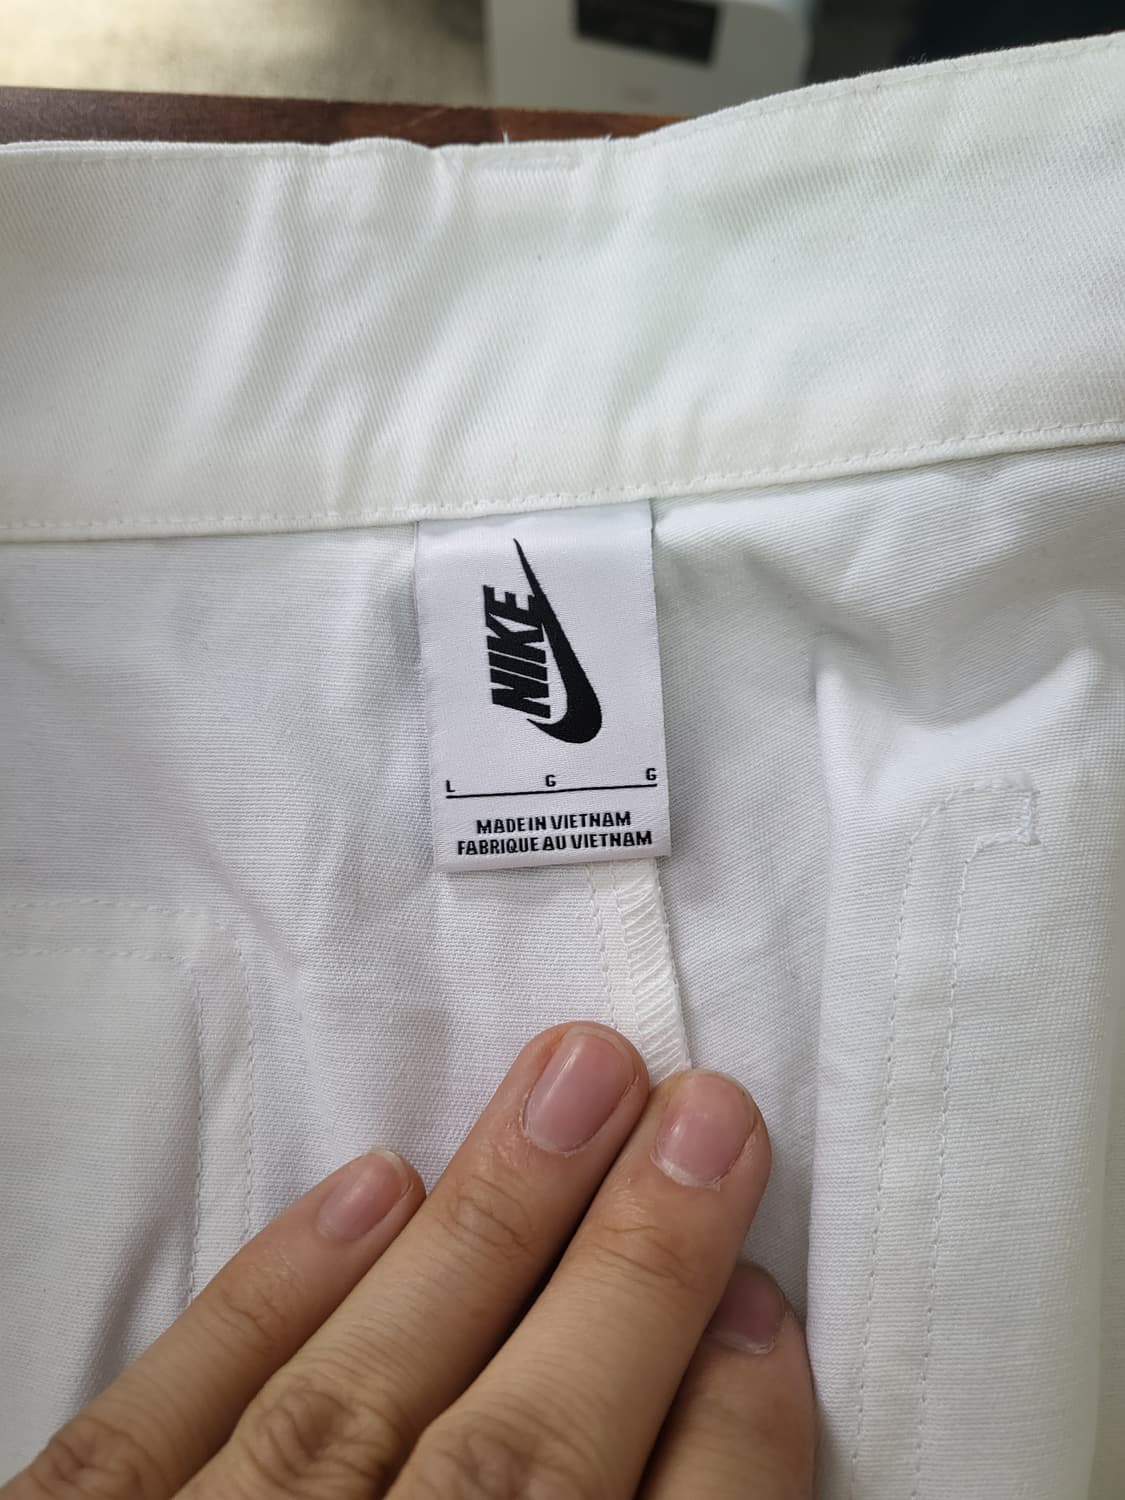 NIKE
L G G
MADE IN VIETNAM
FABRIQUE AU VIETNAM